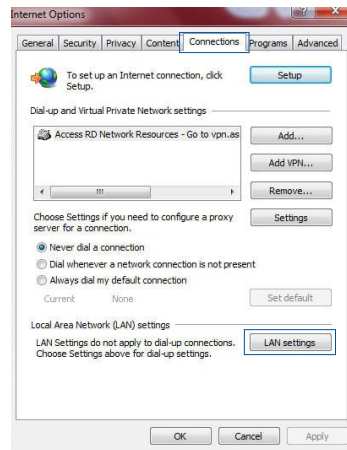 Internet Options
General Security Privacy Content Connections Programs Advanced
To set up an Internet connection, click
Setup.
Setup
Dial-up and Virtual Private Network settings
Access RD Network Resources - Go to vpn.as
Add...
Add VPN...
Remove...
Choose Settings if you need to configure a proxy
server for a connection.
Settings
Never dial a connection
Dial whenever a network connection is not present
Always dial my default connection
Current None
Set default
Local Area Network (LAN) settings
LAN Settings do not apply to dial-up connections.
Choose Settings above for dial-up settings.
LAN settings
OK Cancel Apply